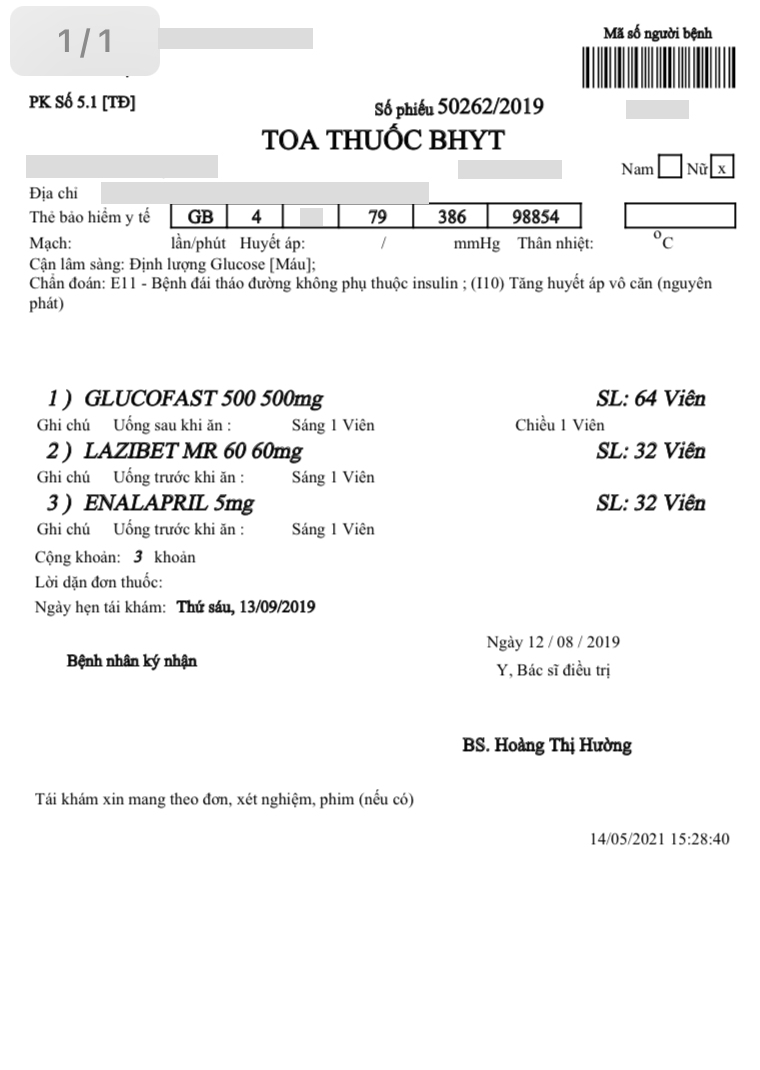 1/1
Mã số người bệnh
PK Số 5.1 [TĐ]
Số phiếu 50262/2019
TOA THUỐC BHYT
Nam Nữ x
Địa chỉ
Thẻ bảo hiểm y tế GB 4 79 386 98854
Mạch: lần/phút Huyết áp: / mmHg Thân nhiệt: °C
Cận lâm sàng: Định lượng Glucose [Máu];
Chẩn đoán: E11 - Bệnh đái tháo đường không phụ thuộc insulin ; (I10) Tăng huyết áp vô căn (nguyên
phát)
1 ) GLUCOFAST 500 500mg SL: 64 Viên
Ghi chú Uống sau khi ăn : Sáng 1 Viên Chiều 1 Viên
2 ) LAZIBET MR 60 60mg SL: 32 Viên
Ghi chú Uống trước khi ăn : Sáng 1 Viên
3 ) ENALAPRIL 5mg SL: 32 Viên
Ghi chú Uống trước khi ăn : Sáng 1 Viên
Cộng khoản: 3 khoản
Lời dặn đơn thuốc:
Ngày hẹn tái khám: Thứ sáu, 13/09/2019
Ngày 12 / 08 / 2019
Bệnh nhân ký nhận
Y, Bác sĩ điều trị
BS. Hoàng Thị Hường
Tái khám xin mang theo đơn, xét nghiệm, phim (nếu có)
14/05/2021 15:28:40